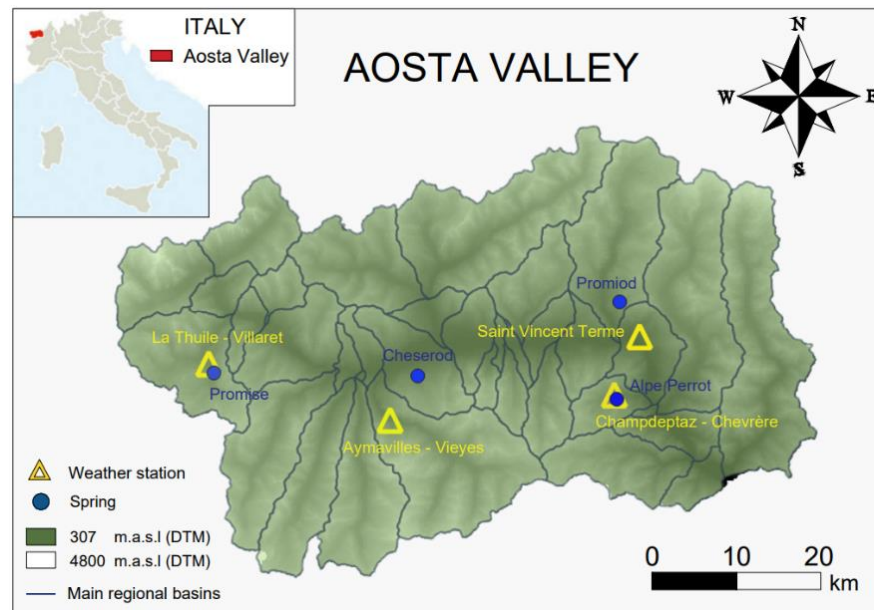 ITALY
Aosta Valley
AOSTA VALLEY
N
W
E
S
Promiod
La Thuile - Villaret
Saint Vincent Terme
Cheserod
Promise
Alpe Perrot
Champdeptaz - Chevrère
Aymavilles - Vieyes
Weather station
Spring
307 m.a.s.l (DTM)
4800 m.a.s.l (DTM)
Main regional basins
0 10 20
km